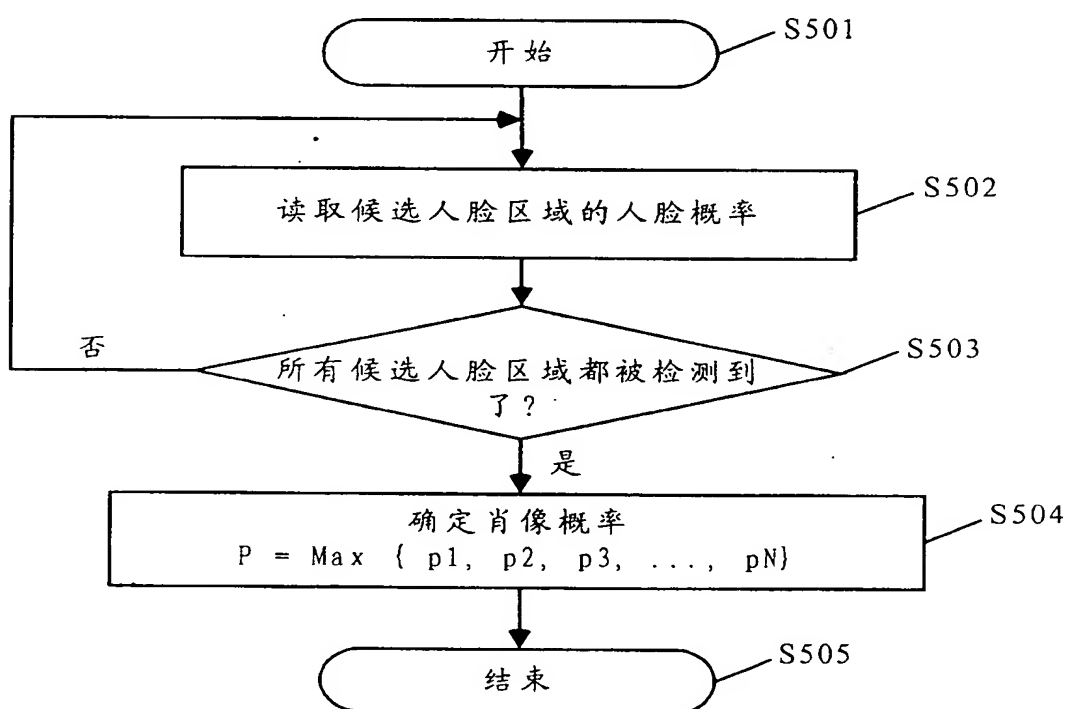 开始
S501
读取候选人脸区域的人脸概率
S502
所有候选人脸区域都被检测到
了?
S503
否
是
确定肖像概率
P = Max { p1, p2, p3, ..., pN}
S504
结束
S505